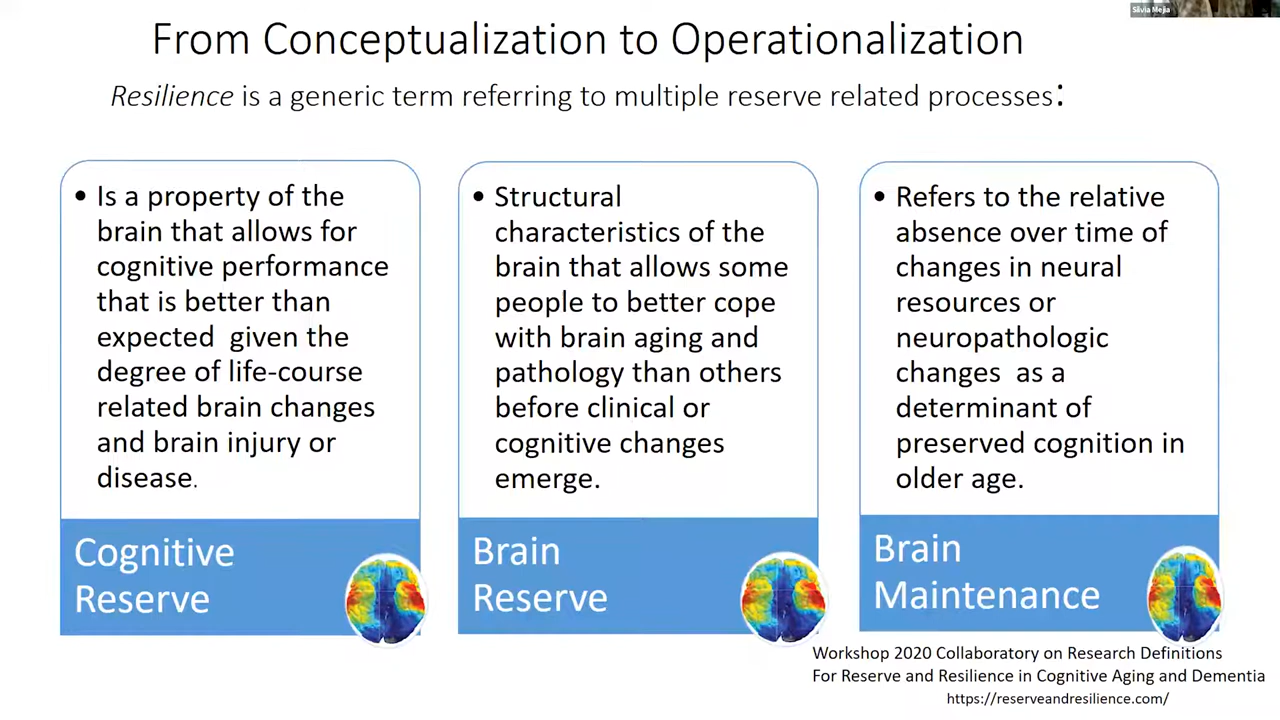 Silvia Mejia
From Conceptualization to Operationalization
Resilience is a generic term referring to multiple reserve related processes:
• Is a property of the
brain that allows for
cognitive performance
that is better than
expected given the
degree of life-course
related brain changes
and brain injury or
disease.
Cognitive
Reserve
• Structural
characteristics of the
brain that allows some
people to better cope
with brain aging and
pathology than others
before clinical or
cognitive changes
emerge.
Brain
Reserve
• Refers to the relative
absence over time of
changes in neural
resources or
neuropathologic
changes as a
determinant of
preserved cognition in
older age.
Brain
Maintenance
Workshop 2020 Collaboratory on Research Definitions
For Reserve and Resilience in Cognitive Aging and Dementia
https://reserveandresilience.com/